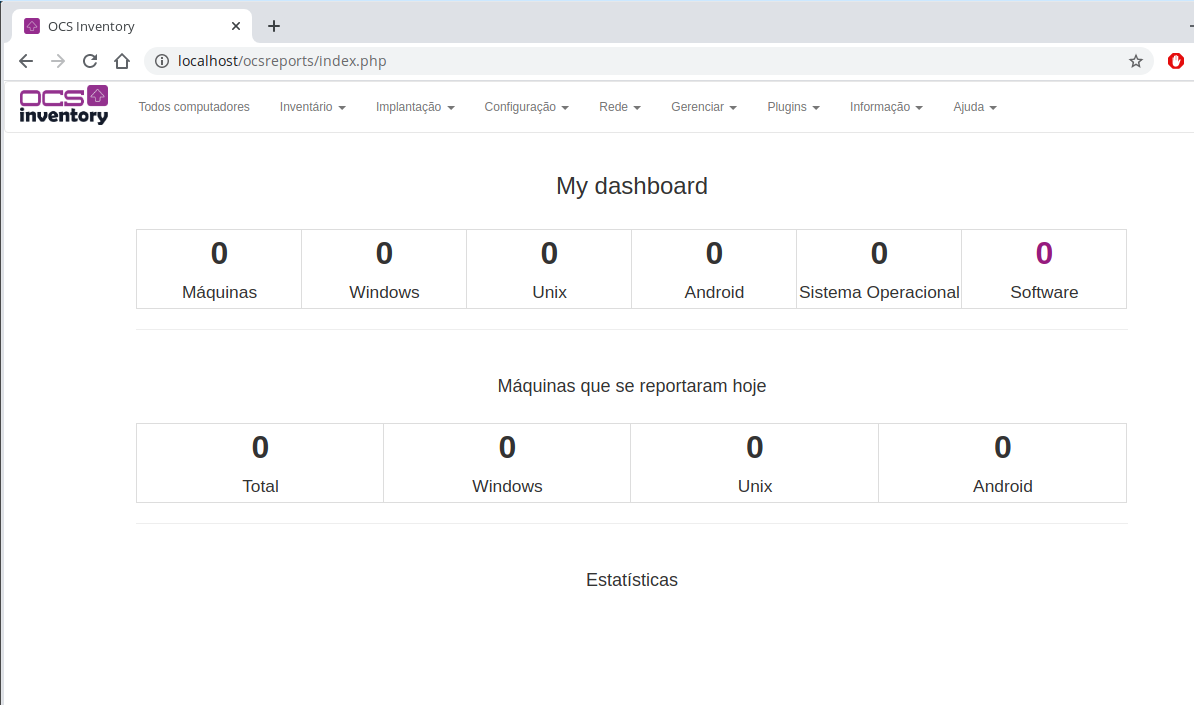 OCS Inventory
localhost/ocsreports/index.php
OCS inventory
Todos computadores Inventário Implantação Configuração Rede Gerenciar Plugins Informação Ajuda
My dashboard
0 0 0 0 0 0
Máquinas Windows Unix Android Sistema Operacional Software
Máquinas que se reportaram hoje
0 0 0 0
Total Windows Unix Android
Estatísticas